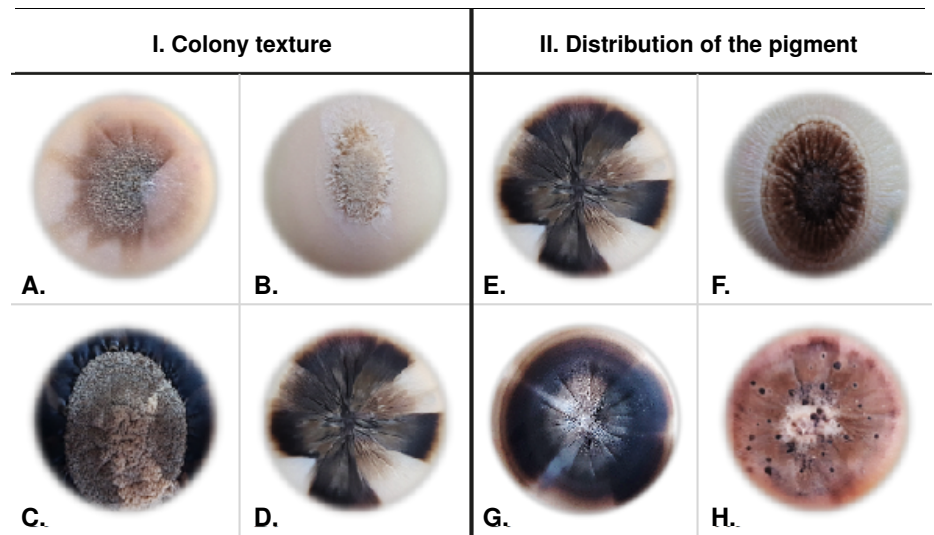 I. Colony texture
II. Distribution of the pigment
A.
B.
E.
F.
C.
D.
G.
H.